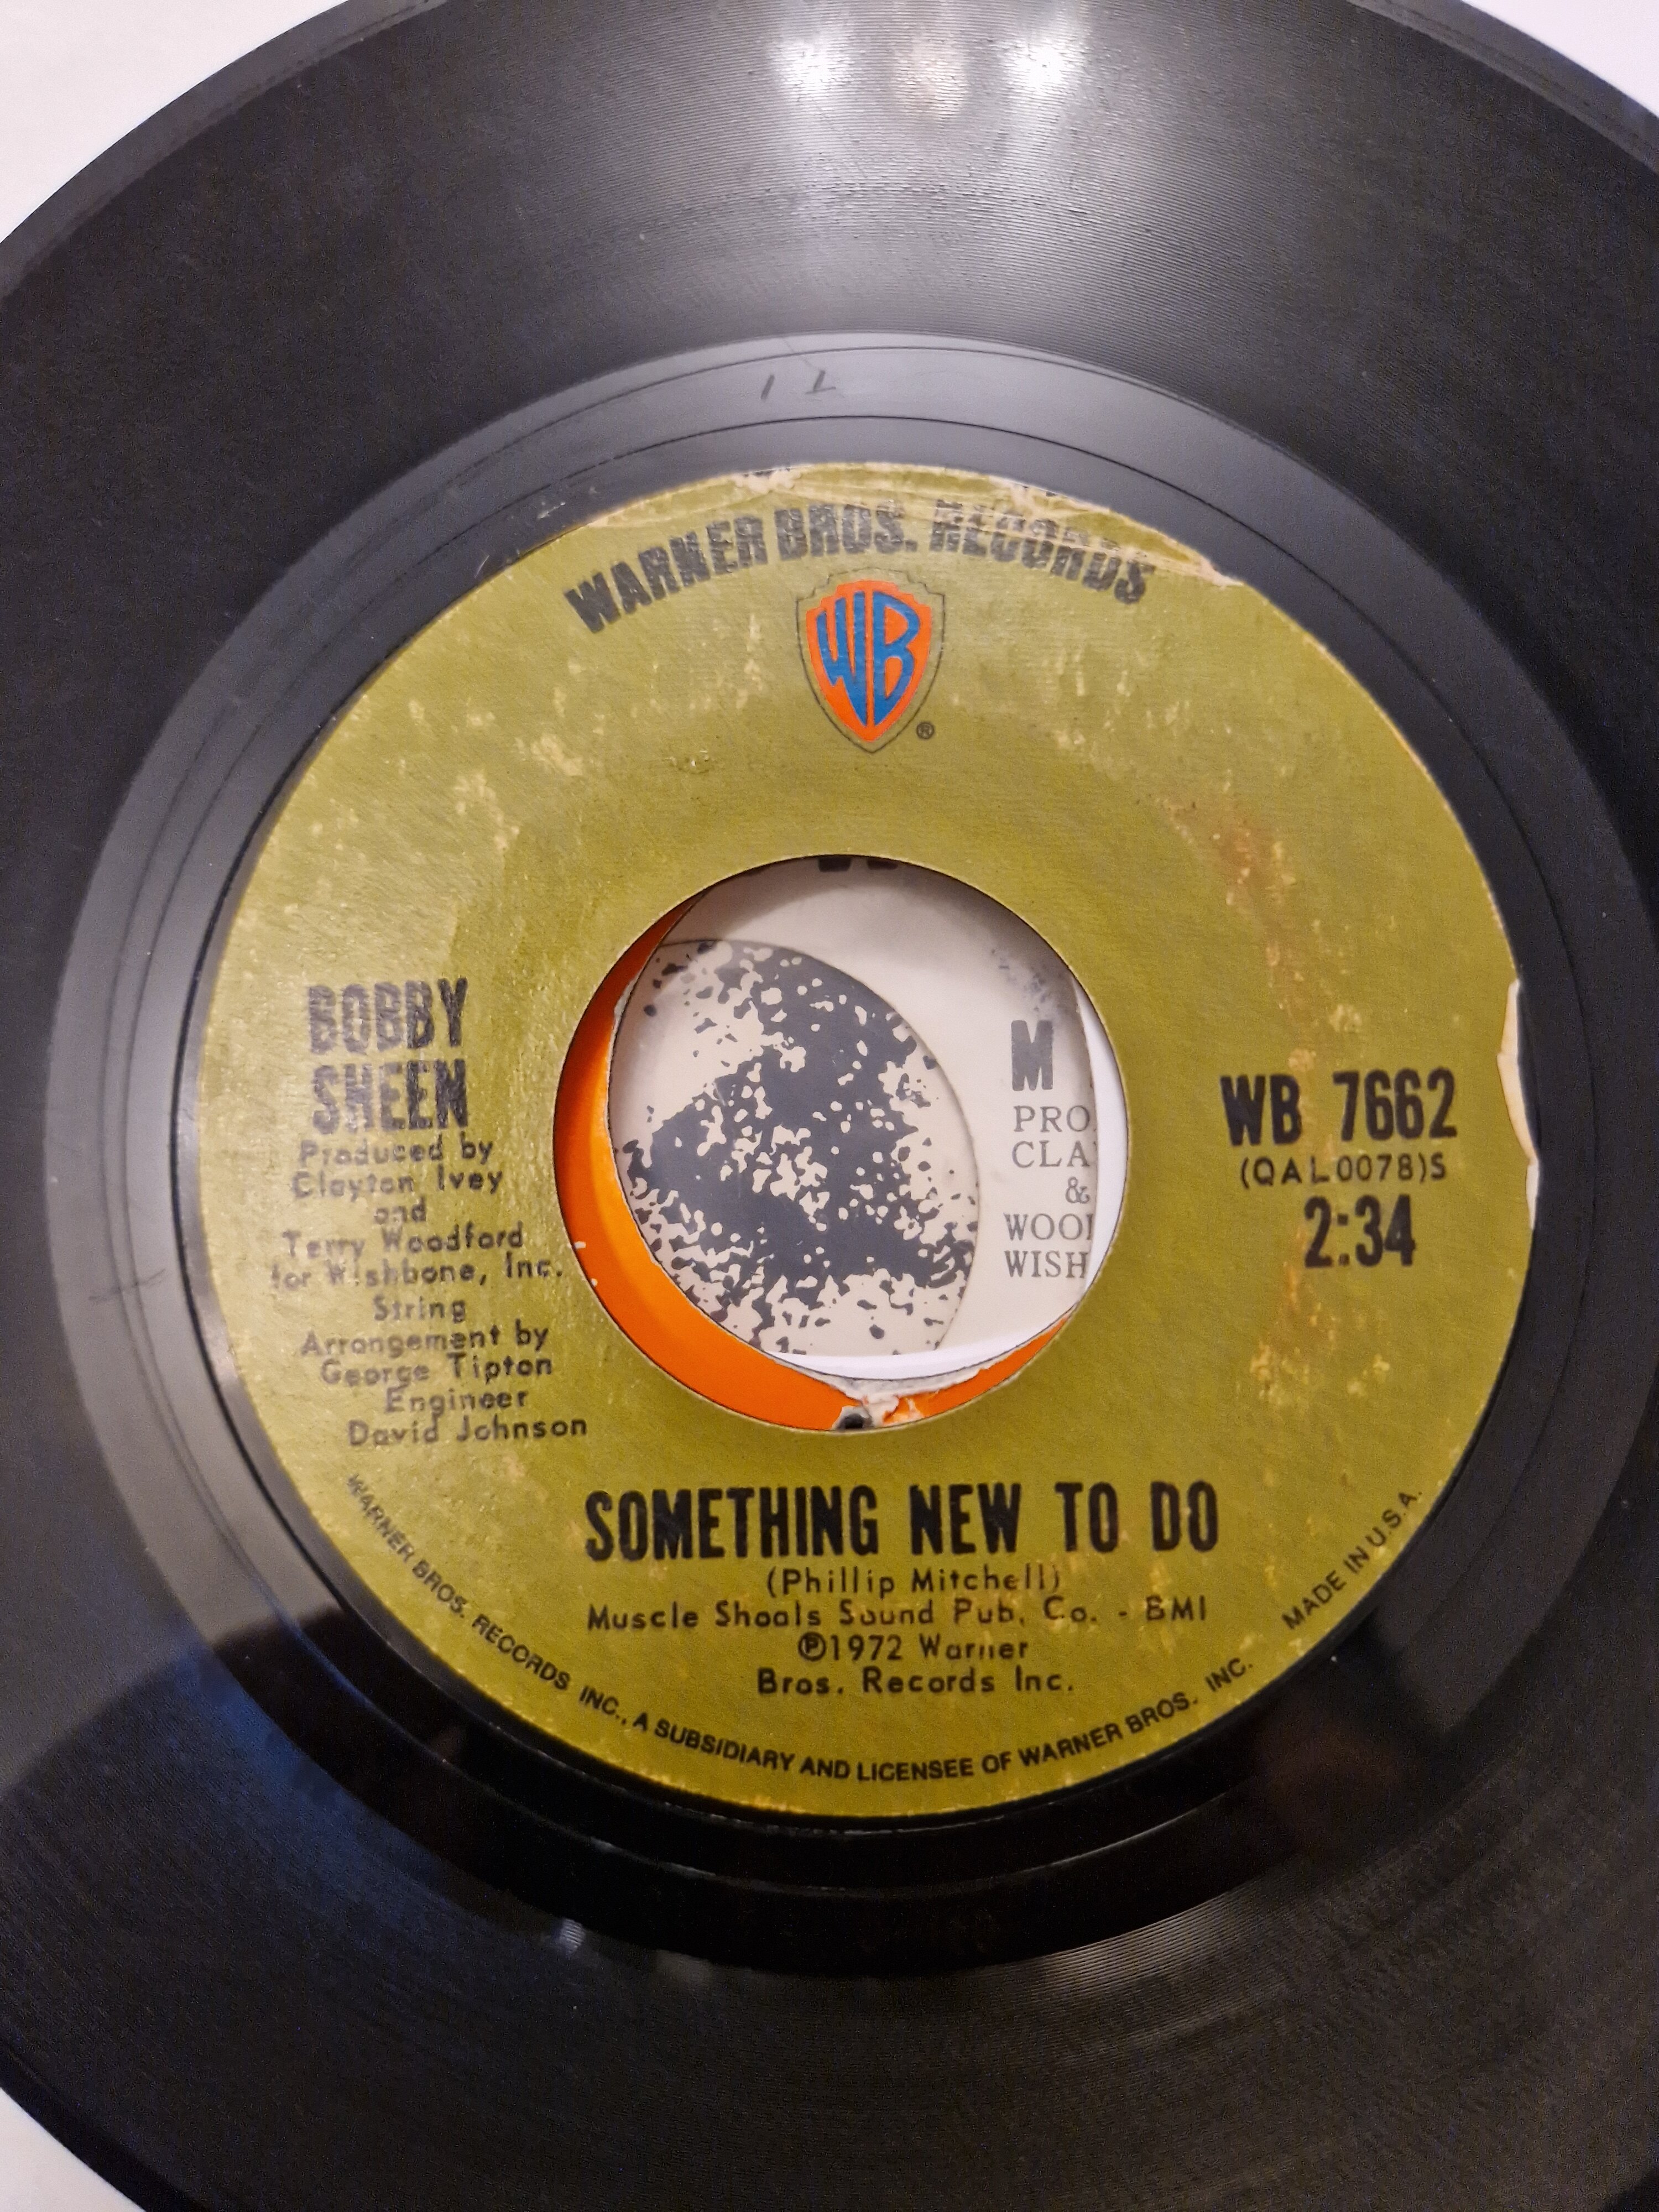 WARNER BROS. RECORDS
WB
®
BOBBY
SHEEN
Produced by
Clayton Ivey
and
Terry Woodford
for Wishbone, Inc.
String
Arrangement by
George Tipton
Engineer
David Johnson
M
PRO
CLA
&
WOO
WISH
WB 7662
(QAL0078)S
2:34
SOMETHING NEW TO DO
(Phillip Mitchell)
Muscle Shoals Sound Pub. Co. - BMI
Ⓟ1972 Warner
Bros. Records Inc.
WARNER BROS. RECORDS INC., A SUBSIDIARY AND LICENSEE OF WARNER BROS. INC.
MADE IN U.S.A.